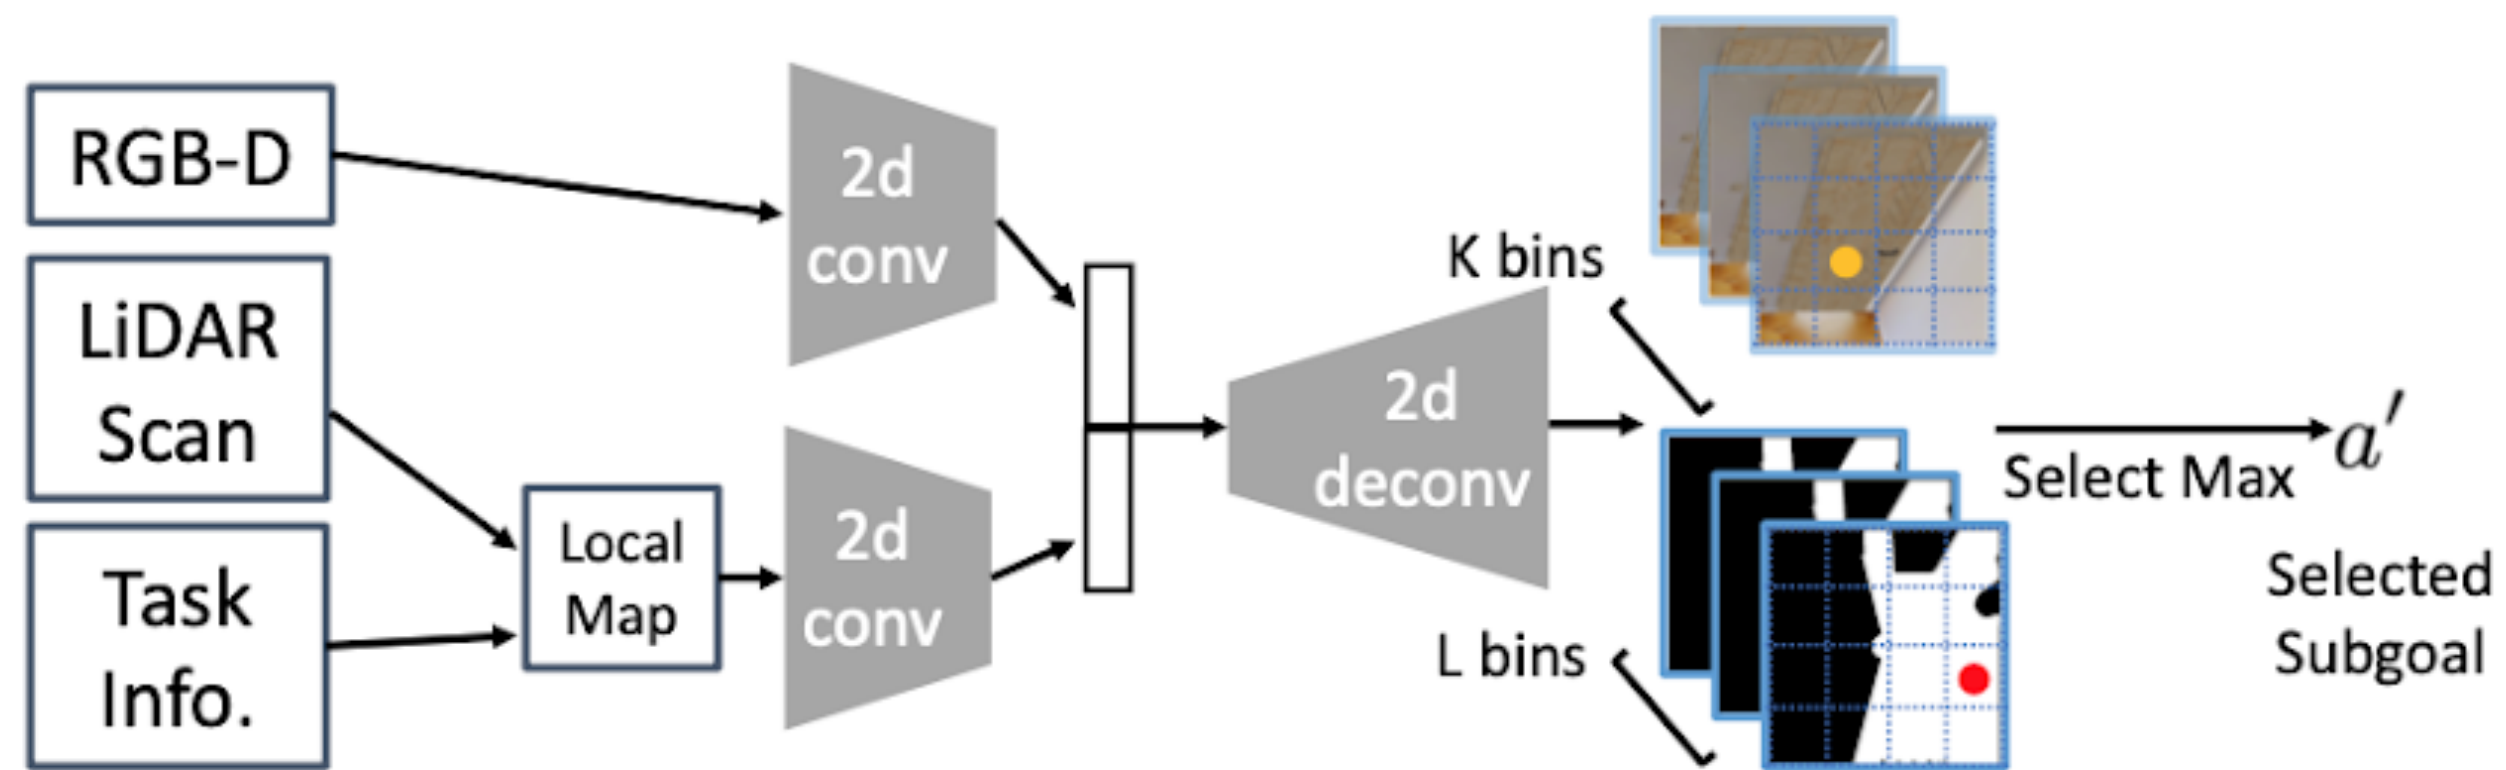 RGB-D
LiDAR
Scan
Task
Info.
Local
Map
2d
conv
2d
conv
2d
deconv
K bins
L bins
Select Max
a′
Selected
Subgoal